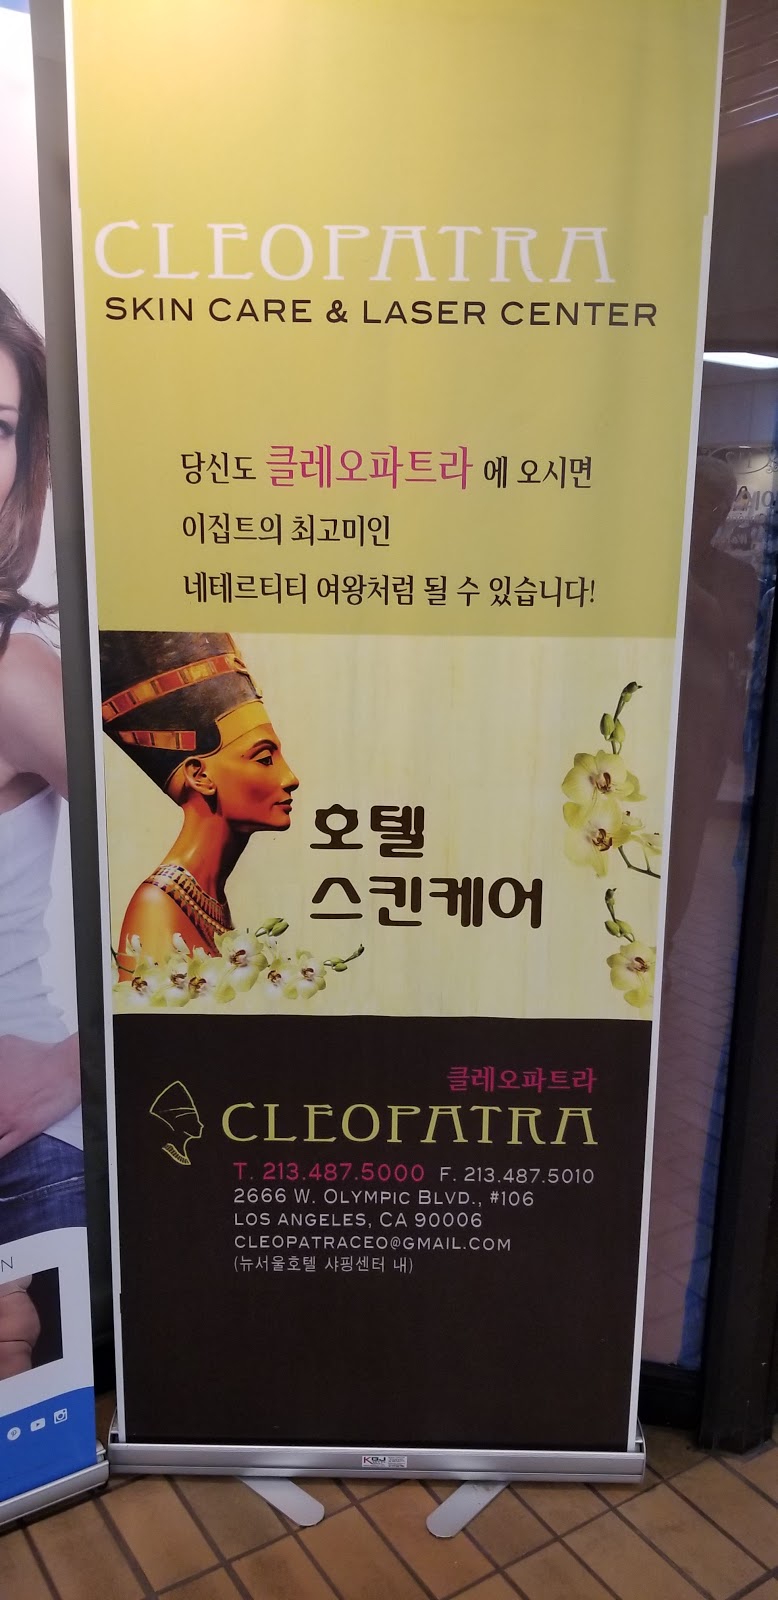 CLEOPATRA
SKIN CARE & LASER CENTER
당신도 클레오파트라 에 오시면
이집트의 최고미인
네테르티티 여왕처럼 될 수 있습니다!
호텔
스킨케어
클레오파트라
CLEOPATRA
T. 213.487.5000 F. 213.487.5010
2666 W. OLYMPIC BLVD., #106
LOS ANGELES, CA 90006
CLEOPATRACEO@GMAIL.COM
(뉴서울호텔 샤핑센터 내)
N